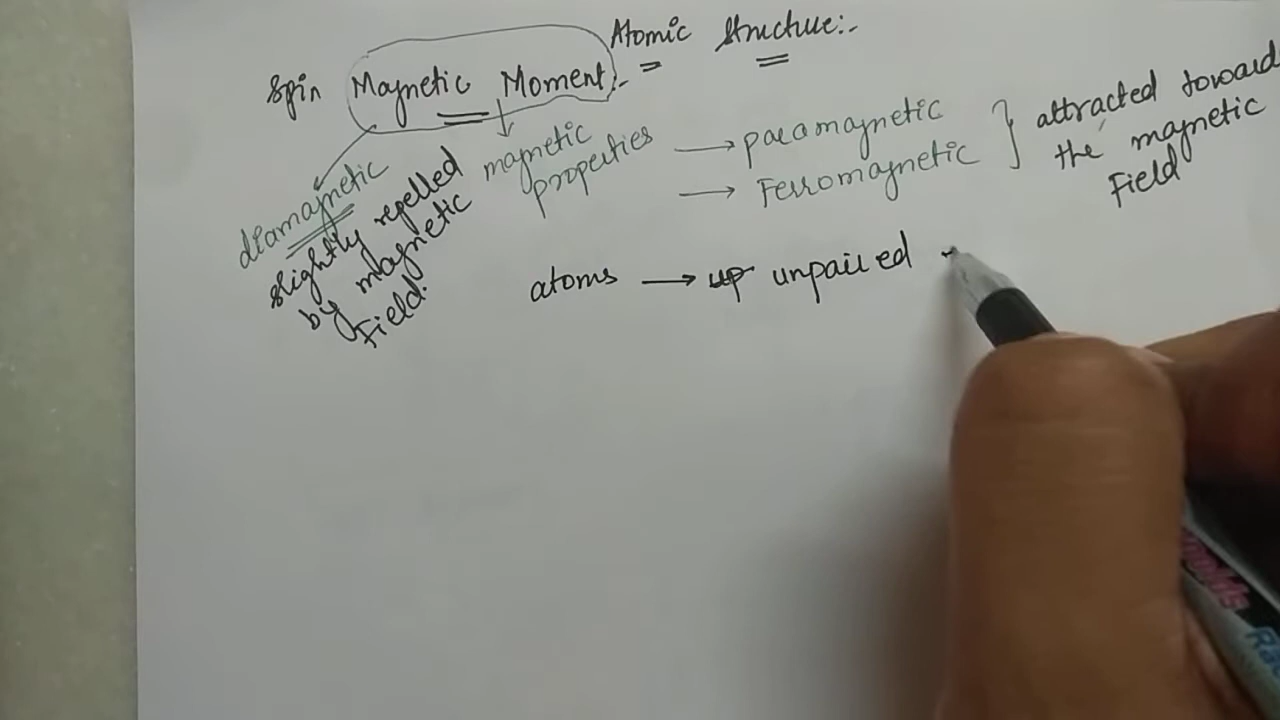 Atomic Structure:-
Spin Magnetic Moment:-
magnetic properties
→ paramagnetic
→ Ferromagnetic
} attracted toward
the magnetic
Field
diamagnetic
slightly repelled
by magnetic
Field.
atoms → up unpaired